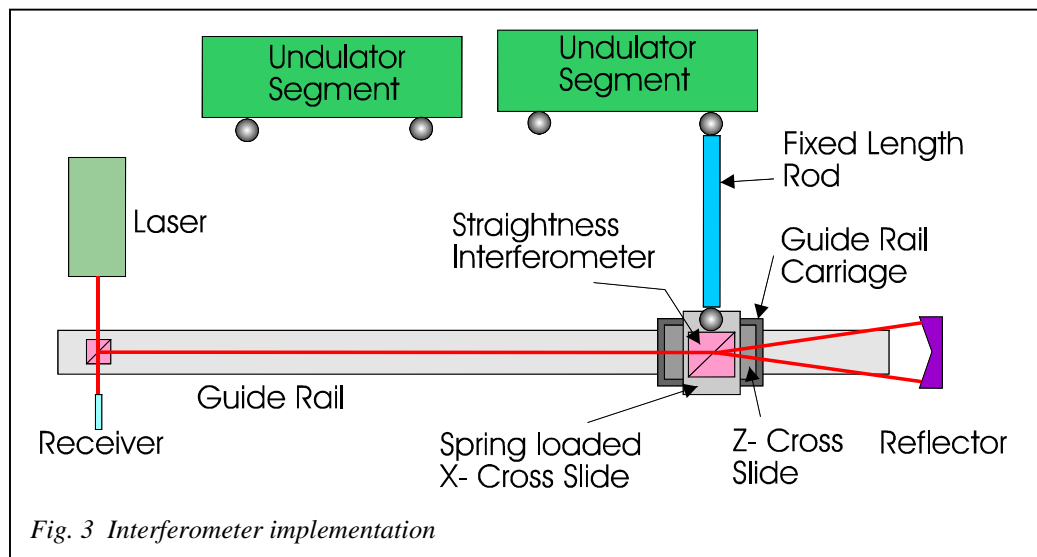 Undulator
Segment
Undulator
Segment
Fixed Length
Rod
Laser
Straightness
Interferometer
Guide Rail
Carriage
Guide Rail
Receiver
Spring loaded
X- Cross Slide
Z- Cross
Slide
Reflector
Fig. 3 Interferometer implementation